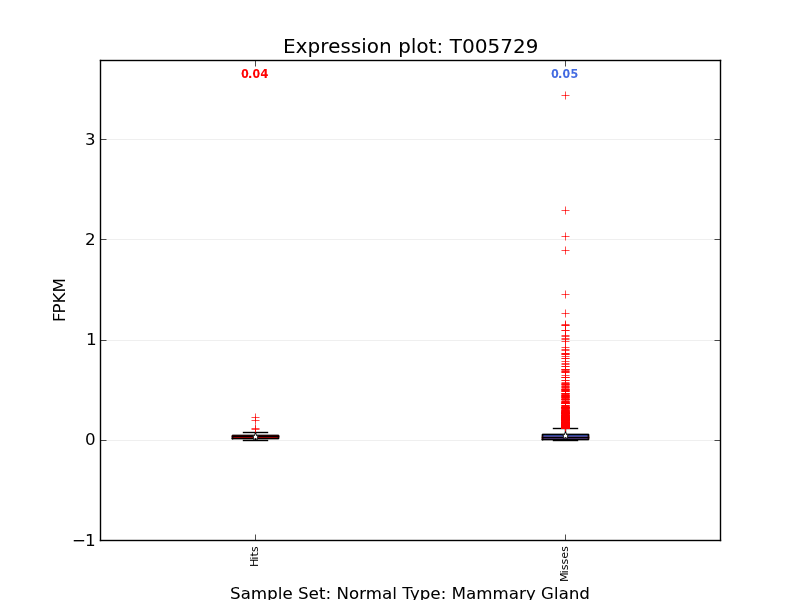 Expression plot: T005729
0.04
0.05
3
2
1
0
−1
FPKM
Hits
Misses
Sample Set: Normal Type: Mammary Gland